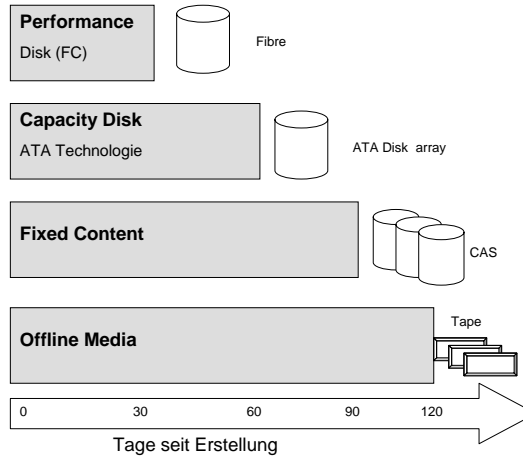 Performance
Disk (FC)
Fibre
Capacity Disk
ATA Technologie
ATA Disk array
Fixed Content
CAS
Tape
Offline Media
0 30 60 90 120
Tage seit Erstellung